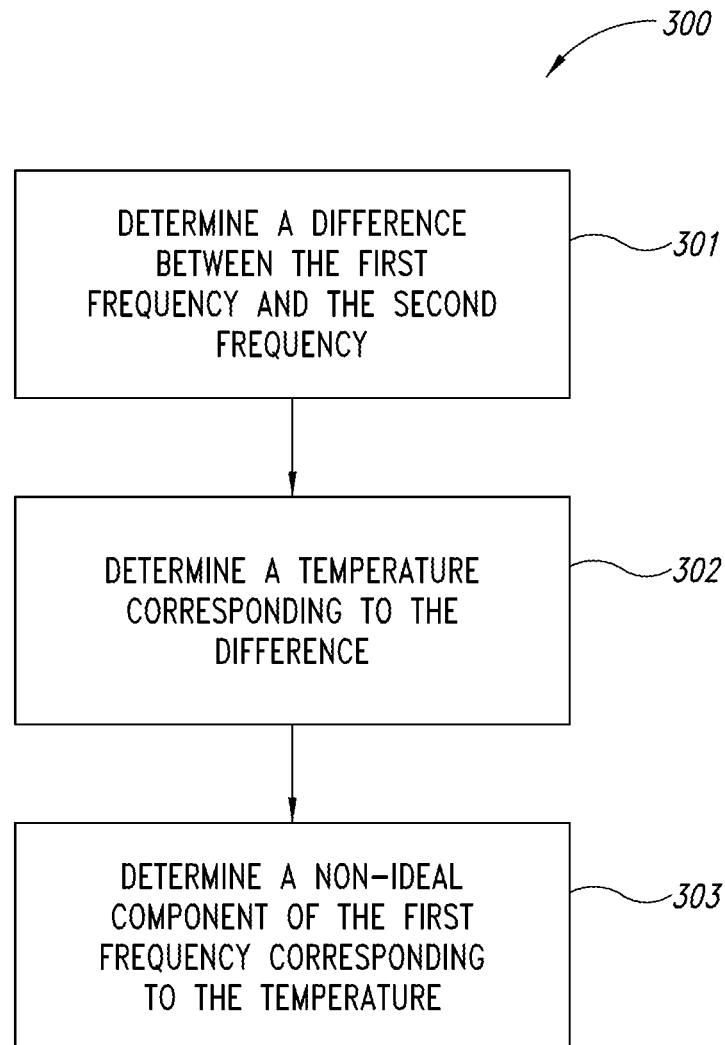 300
DETERMINE A DIFFERENCE
BETWEEN THE FIRST
FREQUENCY AND THE SECOND
FREQUENCY
301
DETERMINE A TEMPERATURE
CORRESPONDING TO THE
DIFFERENCE
302
DETERMINE A NON-IDEAL
COMPONENT OF THE FIRST
FREQUENCY CORRESPONDING
TO THE TEMPERATURE
303